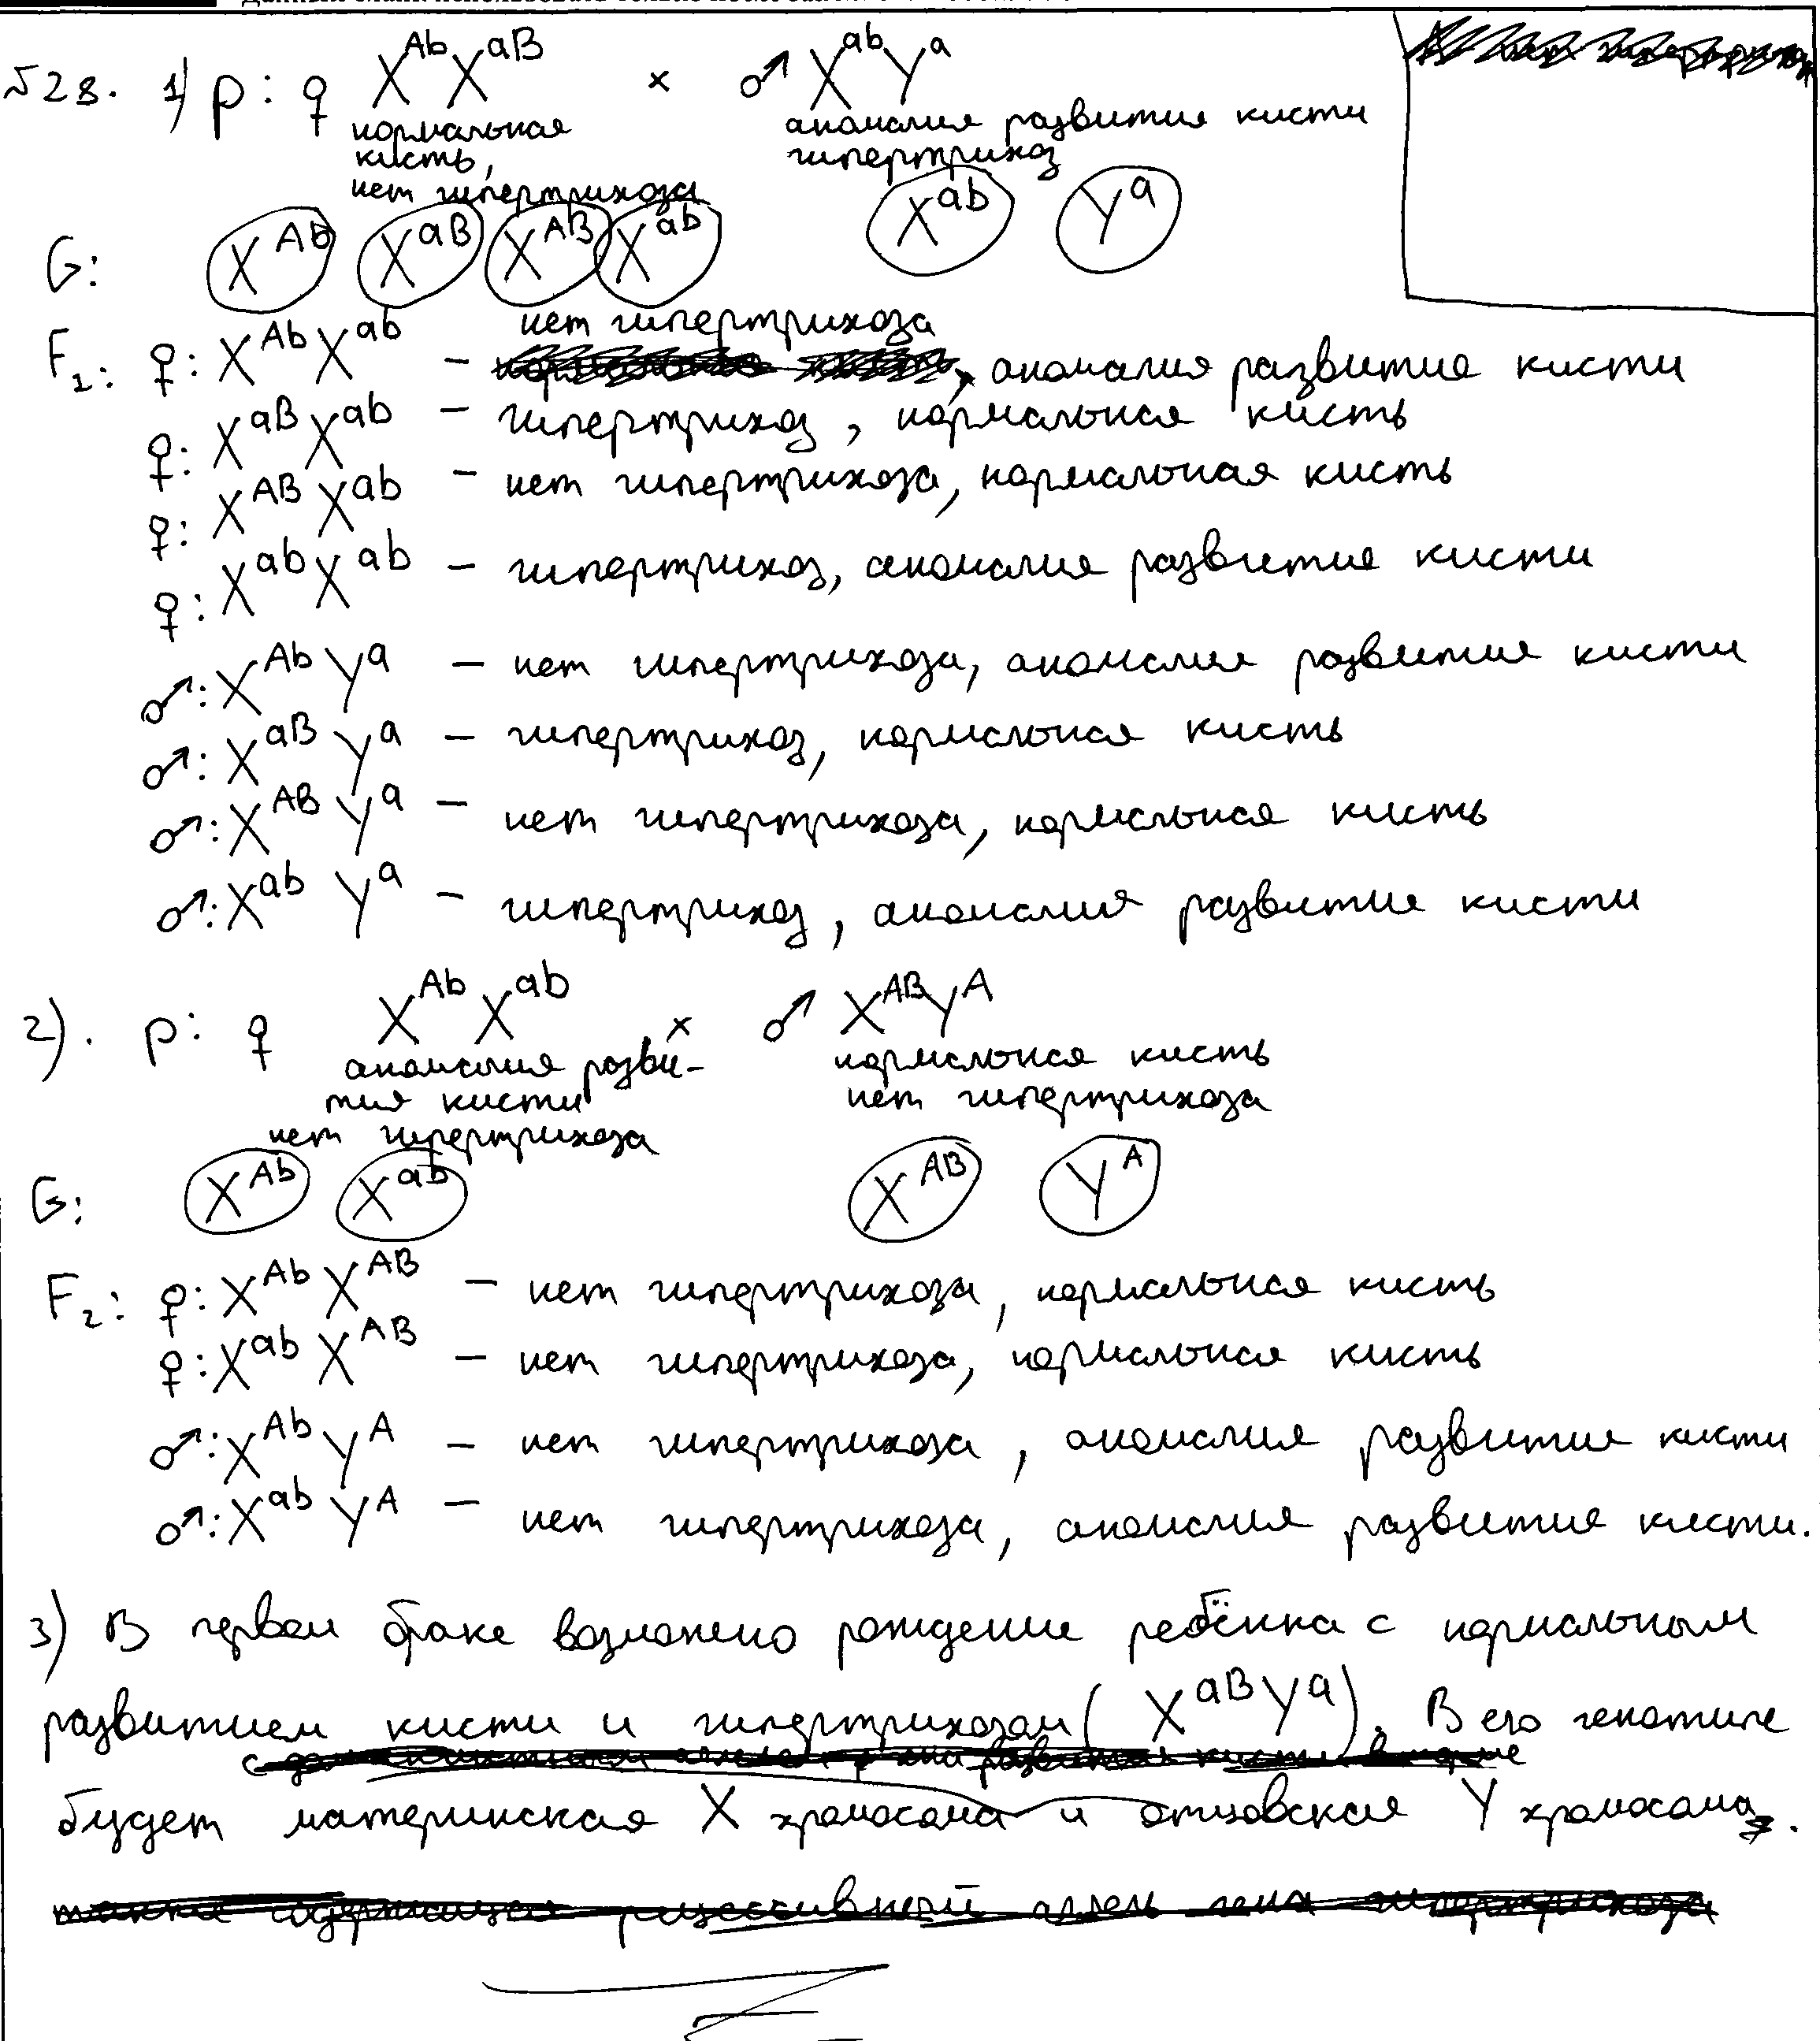 №28. 1) P: ♀ X^Ab X^aB × ♂ X^ab Y^a
нормальная аномалия развития кисти
кисть, гипертрихоз
нет гипертрихоза
G: X^Ab X^aB X^AB X^ab X^ab Y^a
нет гипертрихоза
F1: ♀: X^Ab X^ab – , аномалия развитие кисти
♀: X^aB X^ab – гипертрихоз, нормальная кисть
♀: X^AB X^ab – нет гипертрихоза, нормальная кисть
♀: X^ab X^ab – гипертрихоз, аномалия развитие кисти
♂: X^Ab Y^a – нет гипертрихоза, аномалия развитие кисти
♂: X^aB Y^a – гипертрихоз, нормальная кисть
♂: X^AB Y^a – нет гипертрихоза, нормальная кисть
♂: X^ab Y^a – гипертрихоз, аномалия развитие кисти
2). P: ♀ X^Ab X^ab × ♂ X^AB Y^A
аномалия разви- нормальная кисть
тия кисти нет гипертрихоза
нет гипертрихоза
G: X^Ab X^ab X^AB Y^A
F2: ♀: X^Ab X^AB – нет гипертрихоза, нормальная кисть
♀: X^ab X^AB – нет гипертрихоза, нормальная кисть
♂: X^Ab Y^A – нет гипертрихоза, аномалия развитие кисти
♂: X^ab Y^A – нет гипертрихоза, аномалия развитие кисти.
3) В первом браке возможно рождение ребёнка с нормальным
развитием кисти и гипертрихозом (X^aB Y^a). В его генотипе
будет материнская X хромосома и отцовская Y хромосома.